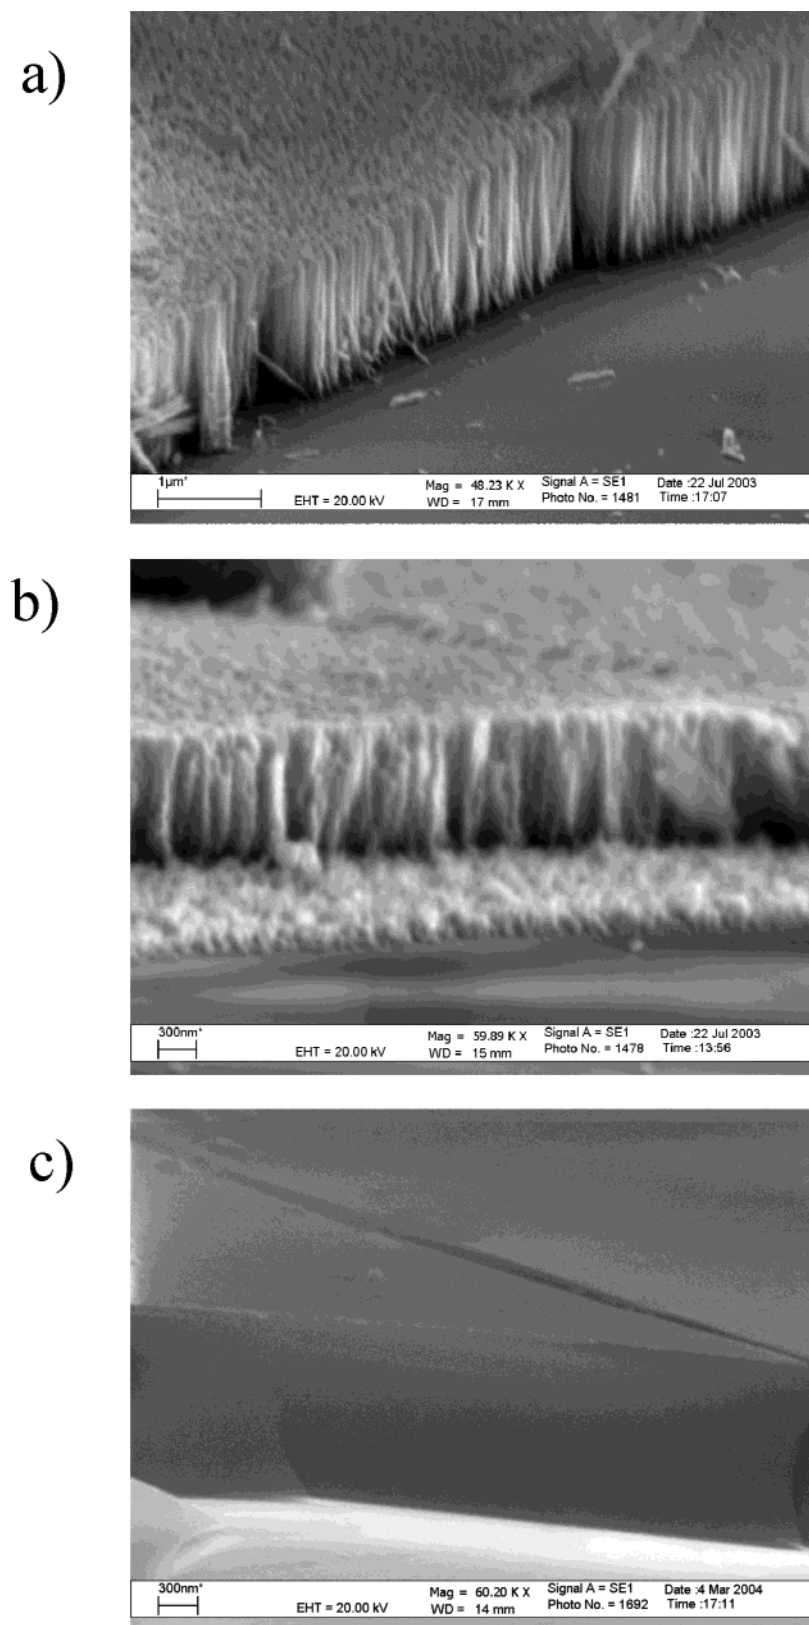 a)
1µm*
EHT = 20.00 kV
Mag = 48.23 K X
WD = 17 mm
Signal A = SE1
Photo No. = 1481
Date :22 Jul 2003
Time :17:07
b)
300nm*
EHT = 20.00 kV
Mag = 59.89 K X
WD = 15 mm
Signal A = SE1
Photo No. = 1478
Date :22 Jul 2003
Time :13:56
c)
300nm*
EHT = 20.00 kV
Mag = 60.20 K X
WD = 14 mm
Signal A = SE1
Photo No. = 1692
Date :4 Mar 2004
Time :17:11